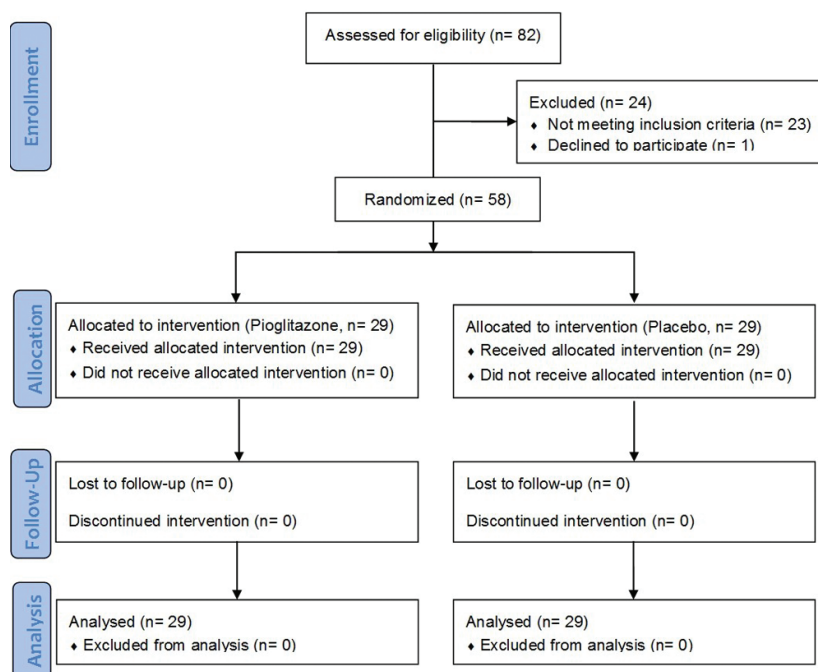 Enrollment
Assessed for eligibility (n= 82)
Excluded (n= 24)
♦ Not meeting inclusion criteria (n= 23)
♦ Declined to participate (n= 1)
Randomized (n= 58)
Allocation
Allocated to intervention (Pioglitazone, n= 29)
♦ Received allocated intervention (n= 29)
♦ Did not receive allocated intervention (n= 0)
Allocated to intervention (Placebo, n= 29)
♦ Received allocated intervention (n= 29)
♦ Did not receive allocated intervention (n= 0)
Follow-Up
Lost to follow-up (n= 0)
Discontinued intervention (n= 0)
Lost to follow-up (n= 0)
Discontinued intervention (n= 0)
Analysis
Analysed (n= 29)
♦ Excluded from analysis (n= 0)
Analysed (n= 29)
♦ Excluded from analysis (n= 0)